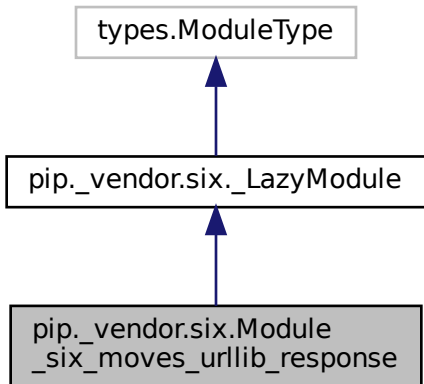 types.ModuleType
pip._vendor.six._LazyModule
pip._vendor.six.Module
_six_moves_urllib_response